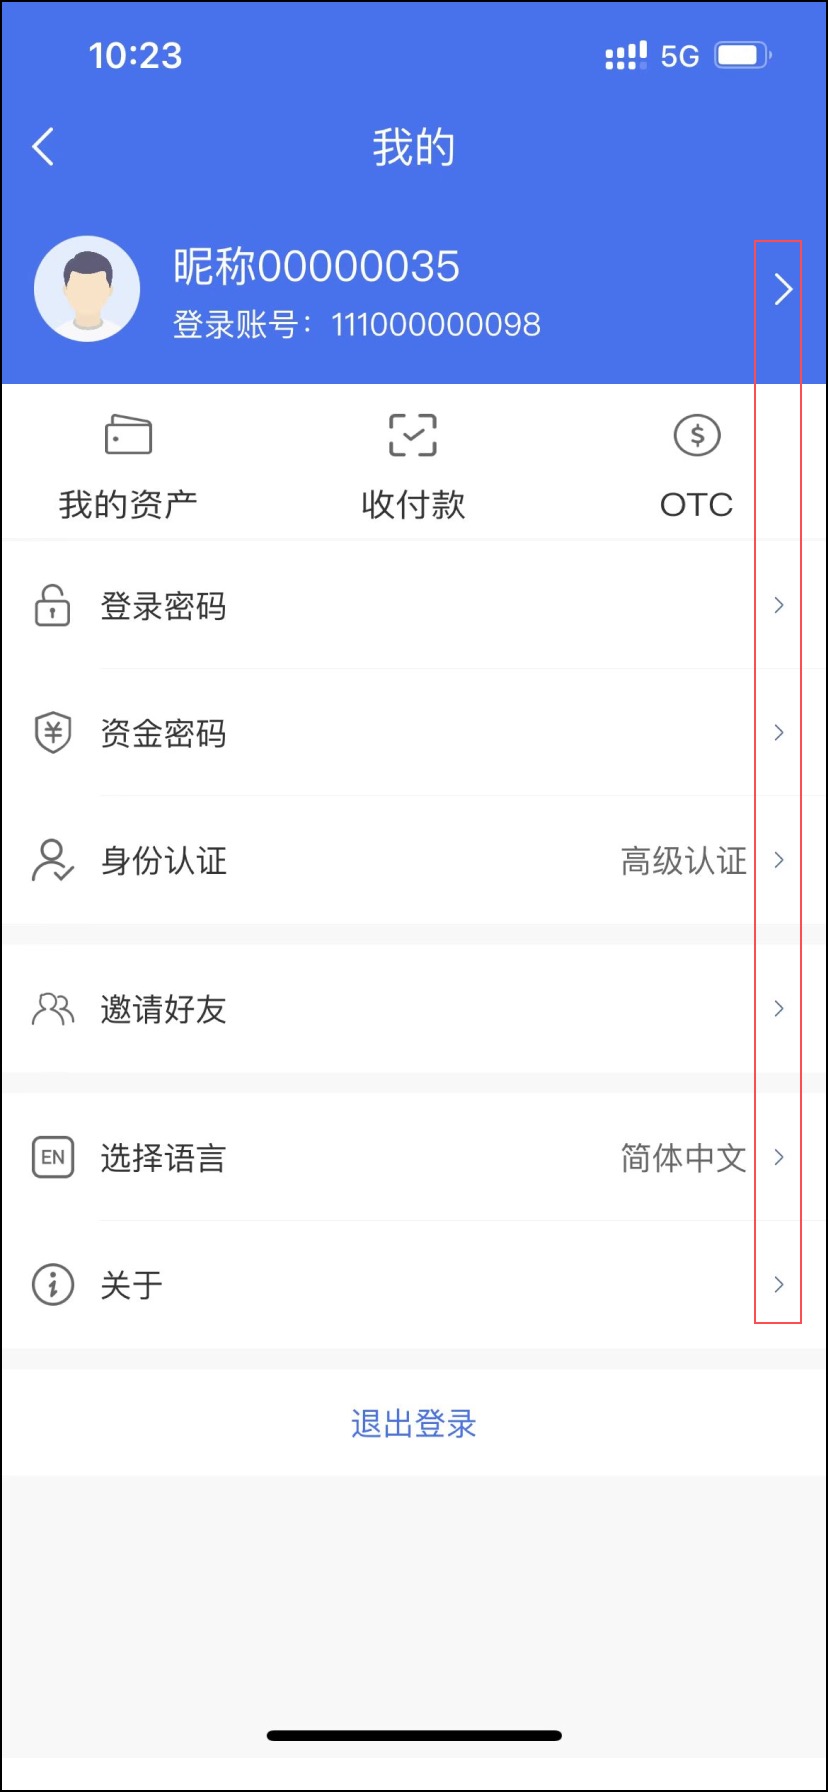 10:23 5G
我的
昵称00000035
登录账号：111000000098
我的资产 收付款 OTC
登录密码
资金密码
身份认证 高级认证
邀请好友
EN 选择语言 简体中文
关于
退出登录